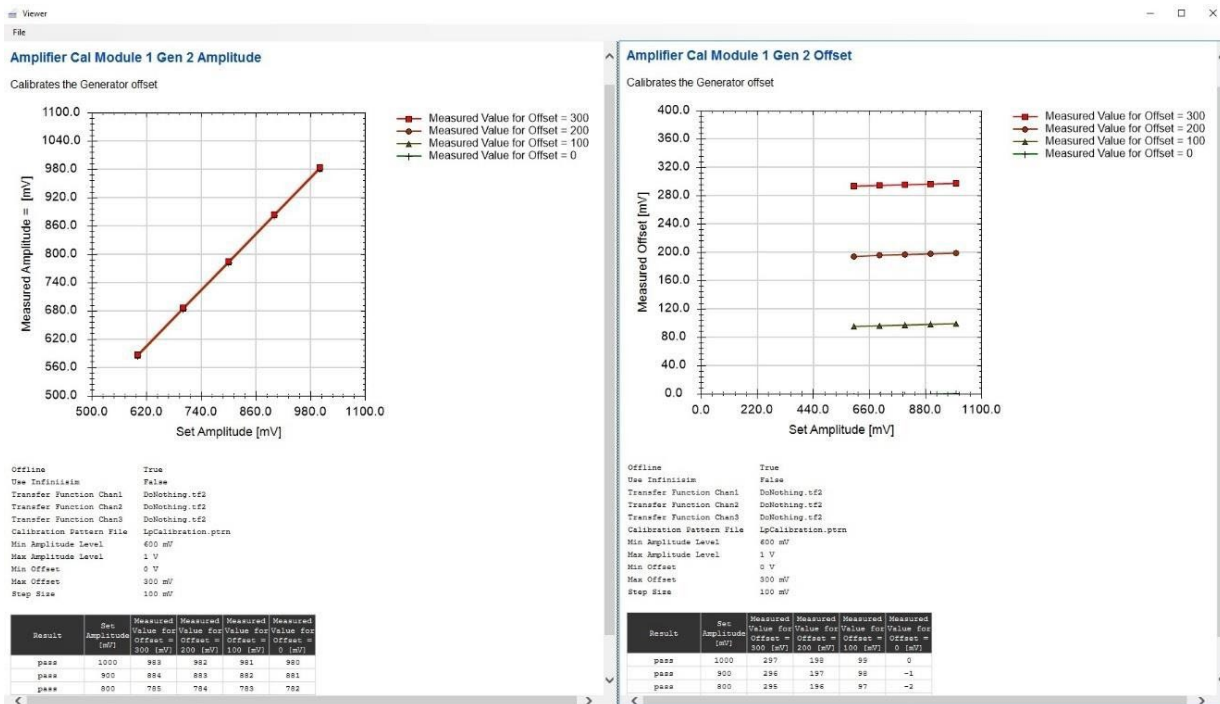 Viewer
File
Amplifier Cal Module 1 Gen 2 Amplitude
Calibrates the Generator offset
1100.0
1040.0
980.0
920.0
860.0
800.0
740.0
680.0
620.0
560.0
500.0
Measured Amplitude = [mV]
500.0 620.0 740.0 860.0 980.0 1100.0
Set Amplitude [mV]
Measured Value for Offset = 300
Measured Value for Offset = 200
Measured Value for Offset = 100
Measured Value for Offset = 0
Offline True
Use Infiniisim False
Transfer Function Chan1 DoNothing.tf2
Transfer Function Chan2 DoNothing.tf2
Transfer Function Chan3 DoNothing.tf2
Calibration Pattern File LpCalibration.ptrn
Min Amplitude Level 600 mV
Max Amplitude Level 1 V
Min Offset 0 V
Max Offset 300 mV
Step Size 100 mV
Result Set Amplitude [mV] Measured Value for Offset = 300 [mV] Measured Value for Offset = 200 [mV] Measured Value for Offset = 100 [mV] Measured Value for Offset = 0 [mV]
pass 1000 983 982 981 980
pass 900 884 883 882 881
pass 800 785 784 783 782
Amplifier Cal Module 1 Gen 2 Offset
Calibrates the Generator offset
400.0
360.0
320.0
280.0
240.0
200.0
160.0
120.0
80.0
40.0
0.0
Measured Offset [mV]
0.0 220.0 440.0 660.0 880.0 1100.0
Set Amplitude [mV]
Measured Value for Offset = 300
Measured Value for Offset = 200
Measured Value for Offset = 100
Measured Value for Offset = 0
Offline True
Use Infiniisim False
Transfer Function Chan1 DoNothing.tf2
Transfer Function Chan2 DoNothing.tf2
Transfer Function Chan3 DoNothing.tf2
Calibration Pattern File LpCalibration.ptrn
Min Amplitude Level 600 mV
Max Amplitude Level 1 V
Min Offset 0 V
Max Offset 300 mV
Step Size 100 mV
Result Set Amplitude [mV] Measured Value for Offset = 300 [mV] Measured Value for Offset = 200 [mV] Measured Value for Offset = 100 [mV] Measured Value for Offset = 0 [mV]
pass 1000 297 198 99 0
pass 900 296 197 98 -1
pass 800 295 196 97 -2